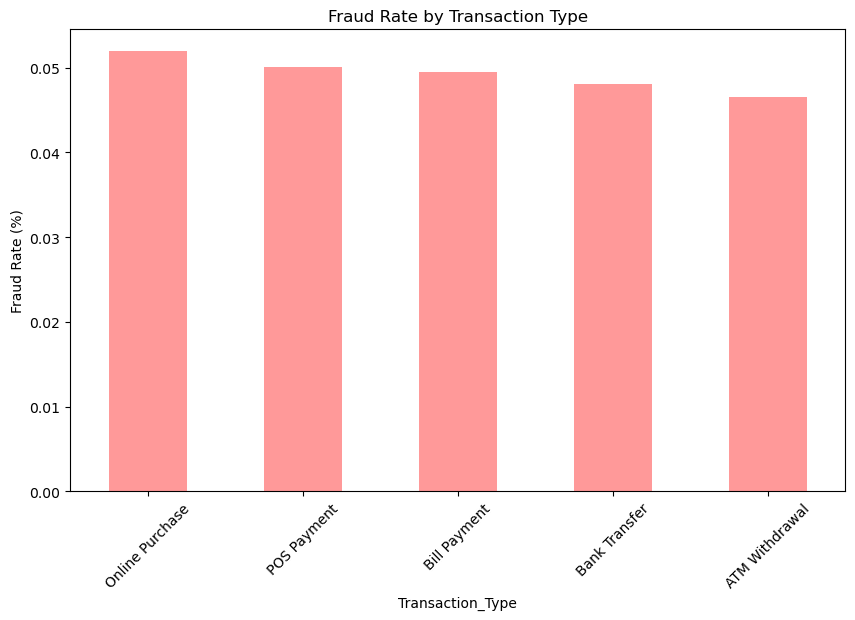 Fraud Rate by Transaction Type
Fraud Rate (%)
0.05
0.04
0.03
0.02
0.01
0.00
Online Purchase
POS Payment
Bill Payment
Bank Transfer
ATM Withdrawal
Transaction_Type